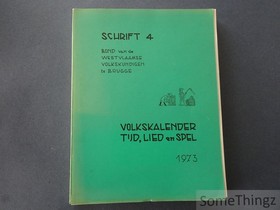 SCHRIFT 4
BOND van de
WESTVLAAMSE
VOLKSKUNDIGEN
te BRUGGE
VOLKSKALENDER
TIJD, LIED en SPEL
1973
SomeThingz.